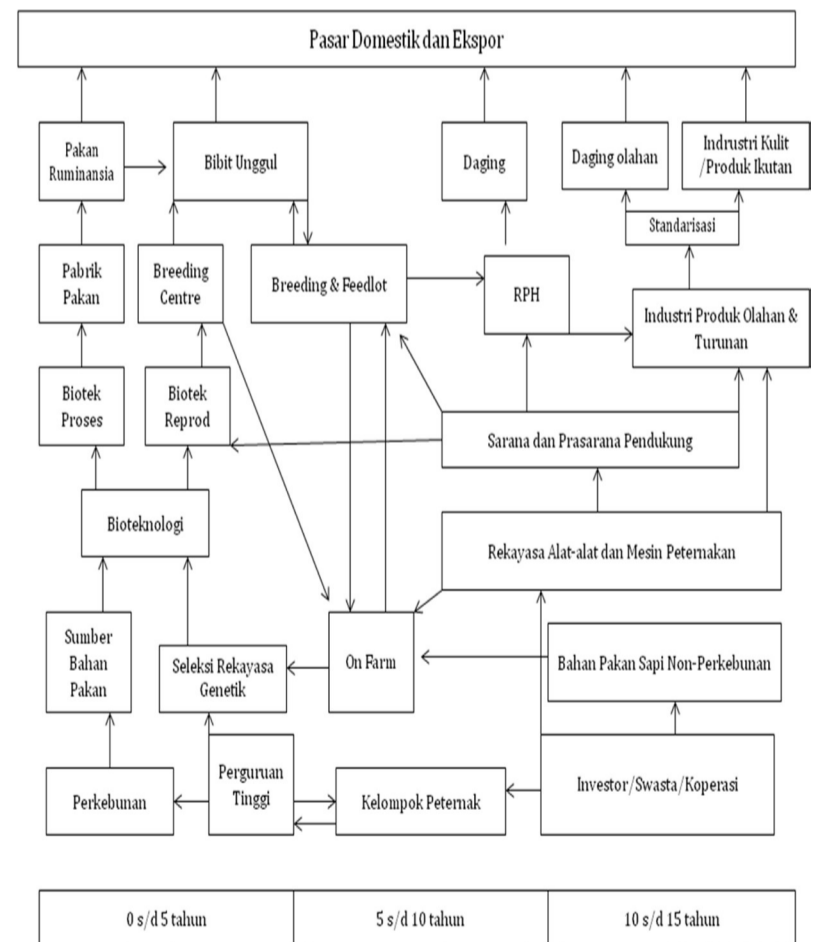 Pasar Domestik dan Ekspor
Pakan
Ruminansia
Bibit Unggul
Daging
Daging olahan
Indrustri Kulit
/Produk Ikutan
Standarisasi
Pabrik
Pakan
Breeding
Centre
Breeding & Feedlot
RPH
Industri Produk Olahan &
Turunan
Biotek
Proses
Biotek
Reprod
Sarana dan Prasarana Pendukung
Bioteknologi
Rekayasa Alat-alat dan Mesin Peternakan
Sumber
Bahan
Pakan
Seleksi Rekayasa
Genetik
On Farm
Bahan Pakan Sapi Non-Perkebunan
Perkebunan
Perguruan
Tinggi
Kelompok Peternak
Investor/Swasta/Koperasi
0 s/d 5 tahun
5 s/d 10 tahun
10 s/d 15 tahun